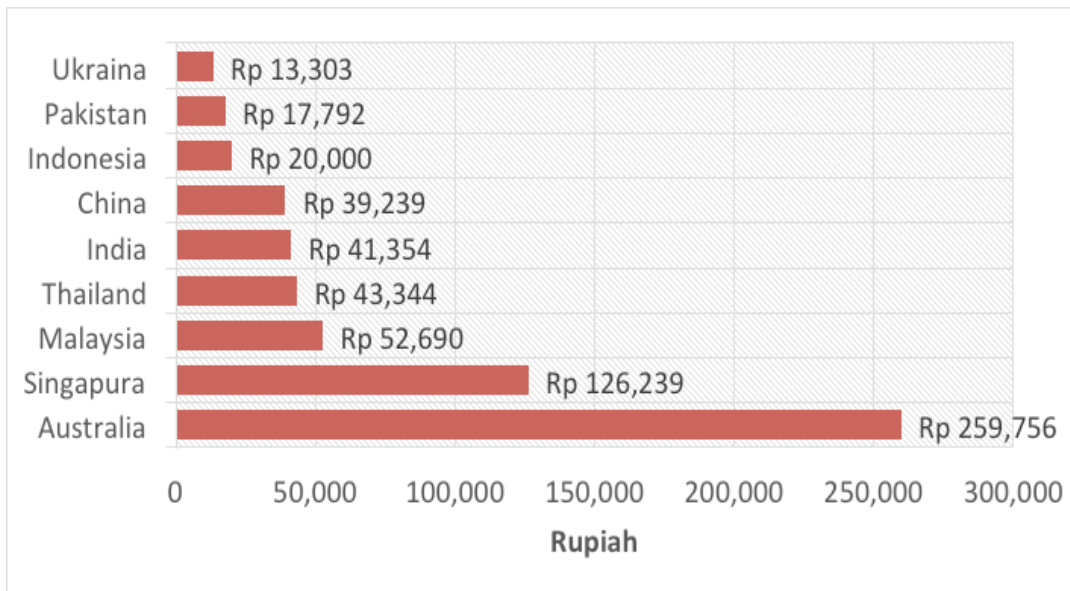 Ukraina Rp 13,303
Pakistan Rp 17,792
Indonesia Rp 20,000
China Rp 39,239
India Rp 41,354
Thailand Rp 43,344
Malaysia Rp 52,690
Singapura Rp 126,239
Australia Rp 259,756
0 50,000 100,000 150,000 200,000 250,000 300,000
Rupiah